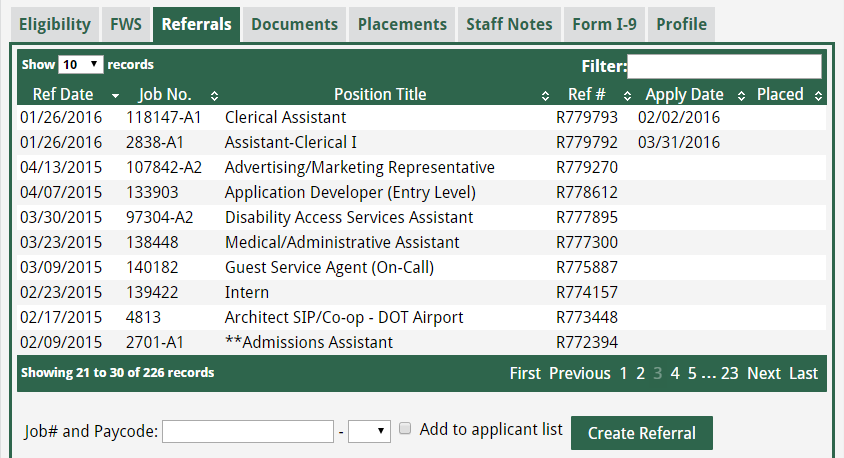 Eligibility FWS Referrals Documents Placements Staff Notes Form I-9 Profile
Show 10 records Filter:
Ref Date Job No. Position Title Ref # Apply Date Placed
01/26/2016 118147-A1 Clerical Assistant R779793 02/02/2016
01/26/2016 2838-A1 Assistant-Clerical I R779792 03/31/2016
04/13/2015 107842-A2 Advertising/Marketing Representative R779270
04/07/2015 133903 Application Developer (Entry Level) R778612
03/30/2015 97304-A2 Disability Access Services Assistant R777895
03/23/2015 138448 Medical/Administrative Assistant R777300
03/09/2015 140182 Guest Service Agent (On-Call) R775887
02/23/2015 139422 Intern R774157
02/17/2015 4813 Architect SIP/Co-op - DOT Airport R773448
02/09/2015 2701-A1 **Admissions Assistant R772394
Showing 21 to 30 of 226 records First Previous 1 2 3 4 5 ... 23 Next Last
Job# and Paycode: - Add to applicant list Create Referral